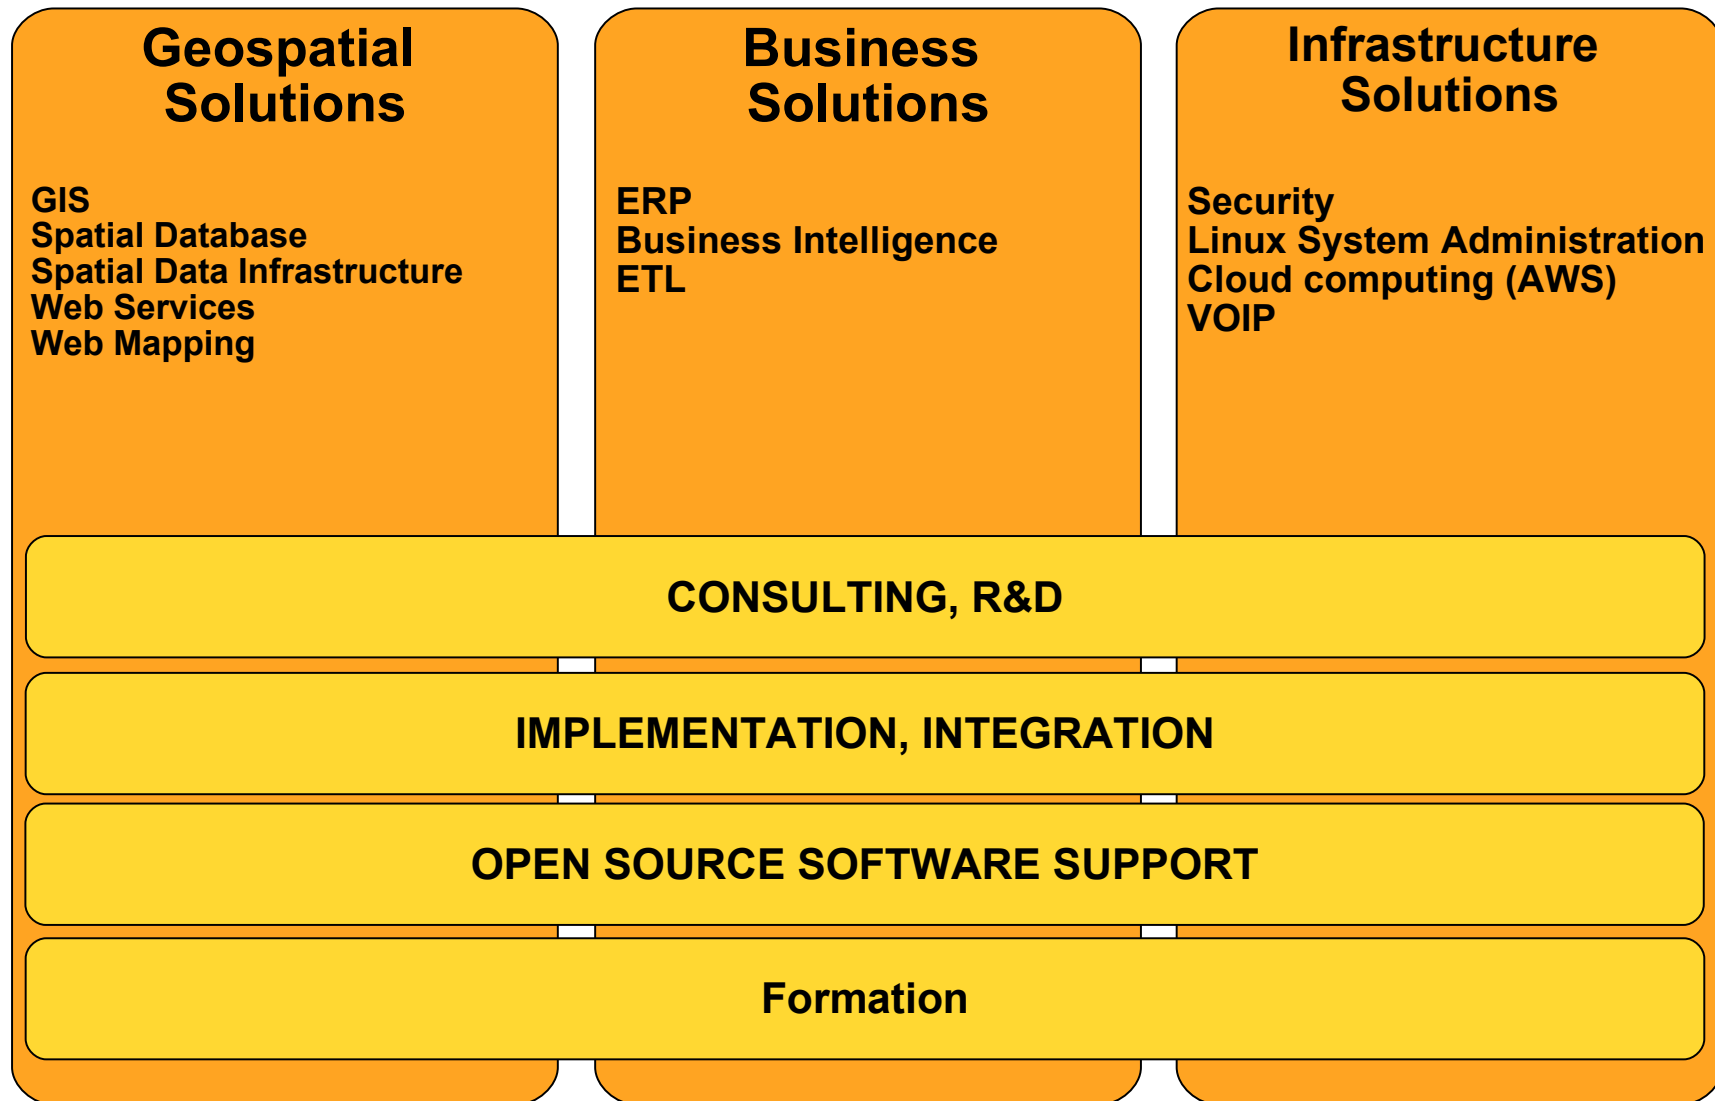 Geospatial
Solutions
GIS
Spatial Database
Spatial Data Infrastructure
Web Services
Web Mapping
Business
Solutions
ERP
Business Intelligence
ETL
Infrastructure
Solutions
Security
Linux System Administration
Cloud computing (AWS)
VOIP
CONSULTING, R&D
IMPLEMENTATION, INTEGRATION
OPEN SOURCE SOFTWARE SUPPORT
Formation